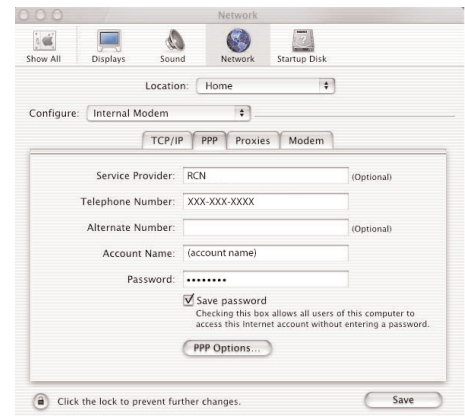 Network
Show All Displays Sound Network Startup Disk
Location: Home
Configure: Internal Modem
TCP/IP PPP Proxies Modem
Service Provider: RCN (Optional)
Telephone Number: XXX-XXX-XXXX
Alternate Number: (Optional)
Account Name: (account name)
Password: ••••••••
Save password
Checking this box allows all users of this computer to
access this Internet account without entering a password.
PPP Options...
Click the lock to prevent further changes. Save